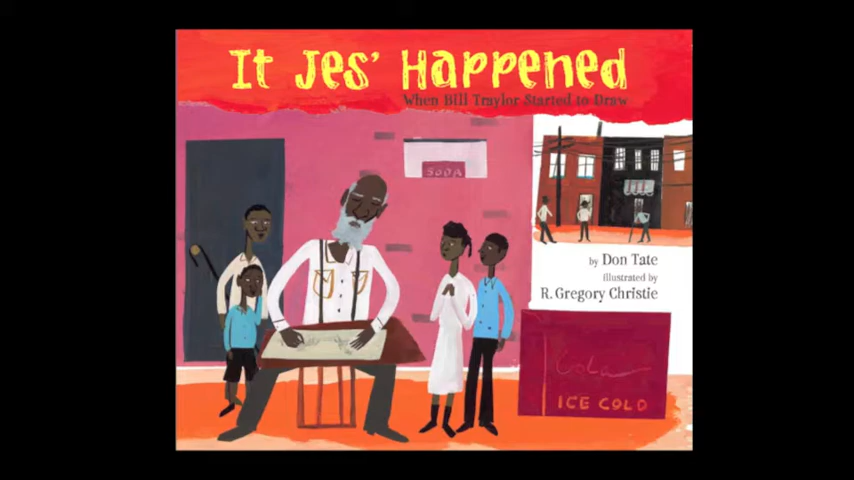 It Jes' Happened
When Bill Traylor Started to Draw
SODA
by Don Tate
illustrated by
R. Gregory Christie
Cola
ICE COLD